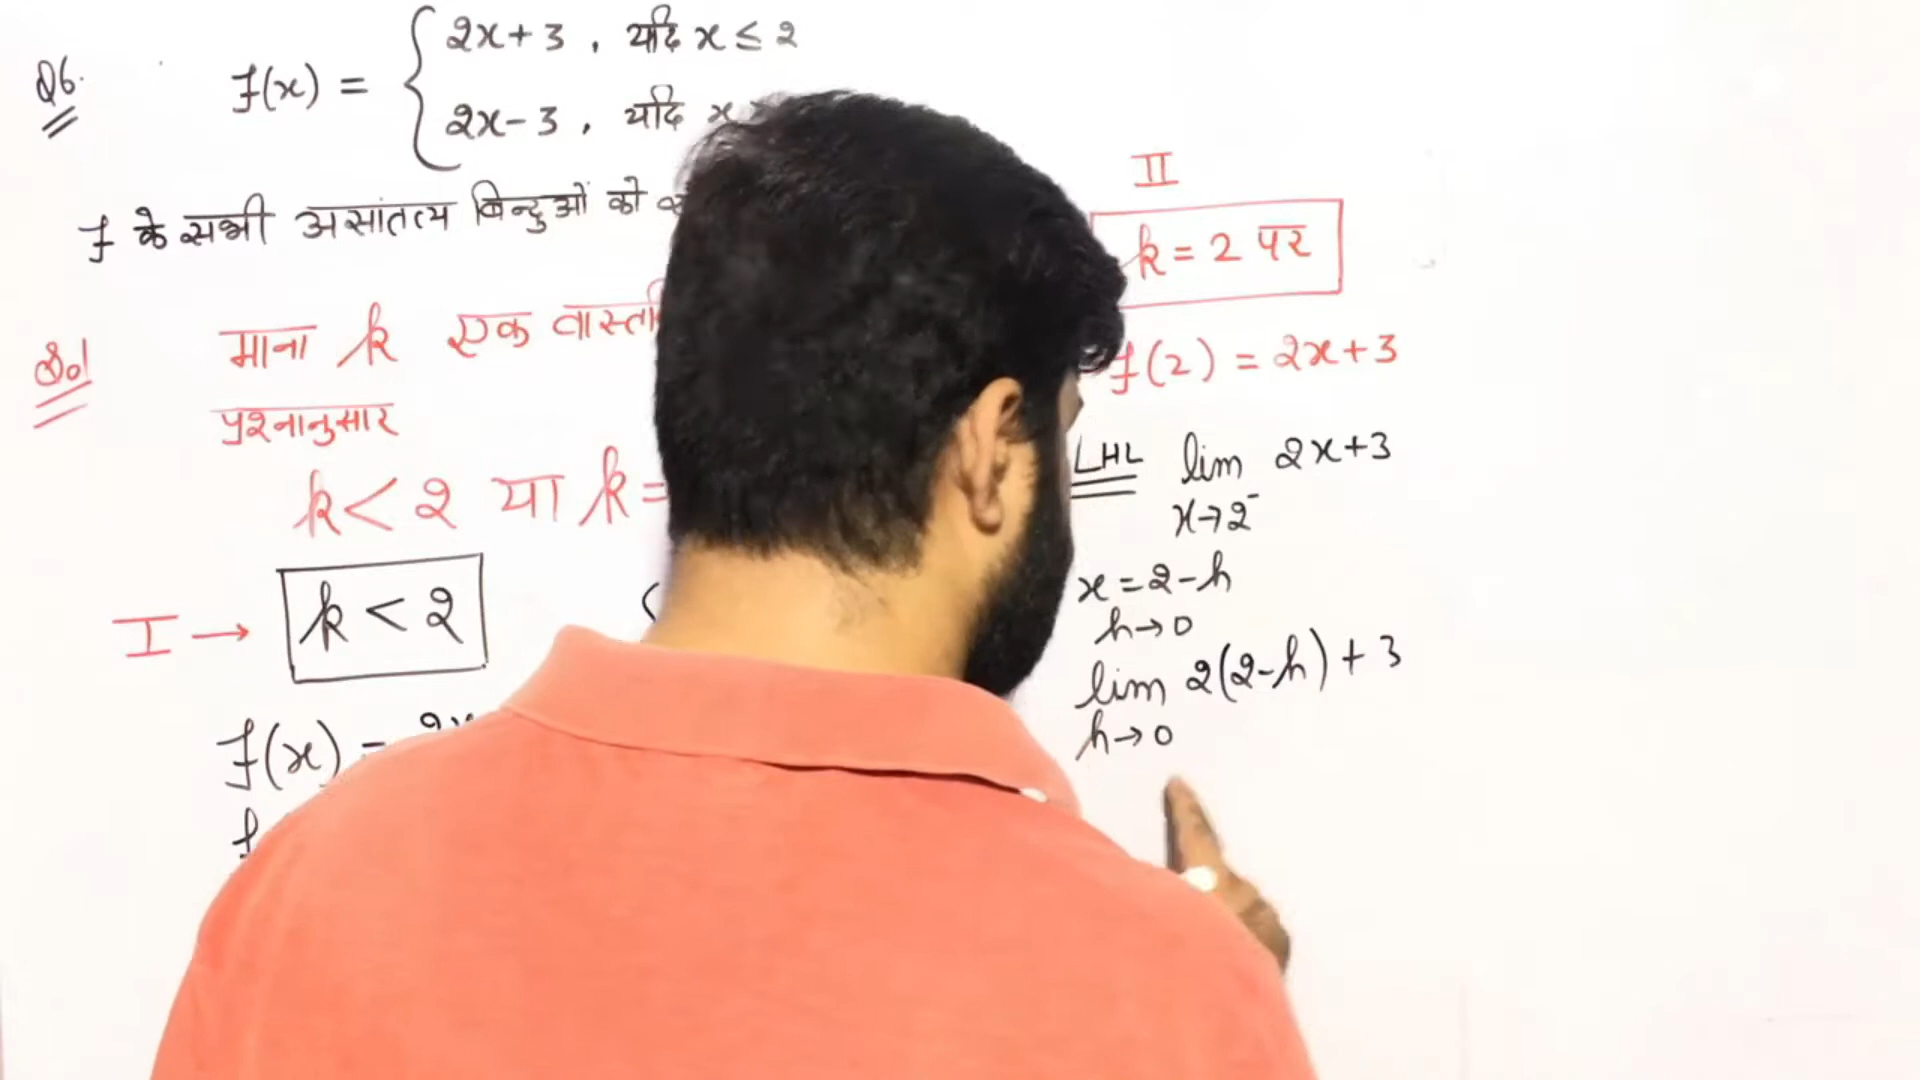 Q6. f(x) = { 2x+3 , यदि x ≤ 2
2x-3 , यदि x
f के सभी असांतत्य बिन्दुओं को
Sol माना k एक
प्रश्नानुसार
k < 2 या k =
I → k < 2
f(x) =
II
k = 2 पर
f(2) = 2x+3
LHL lim 2x+3
x→2⁻
x = 2-h
h→0
lim 2(2-h) + 3
h→0